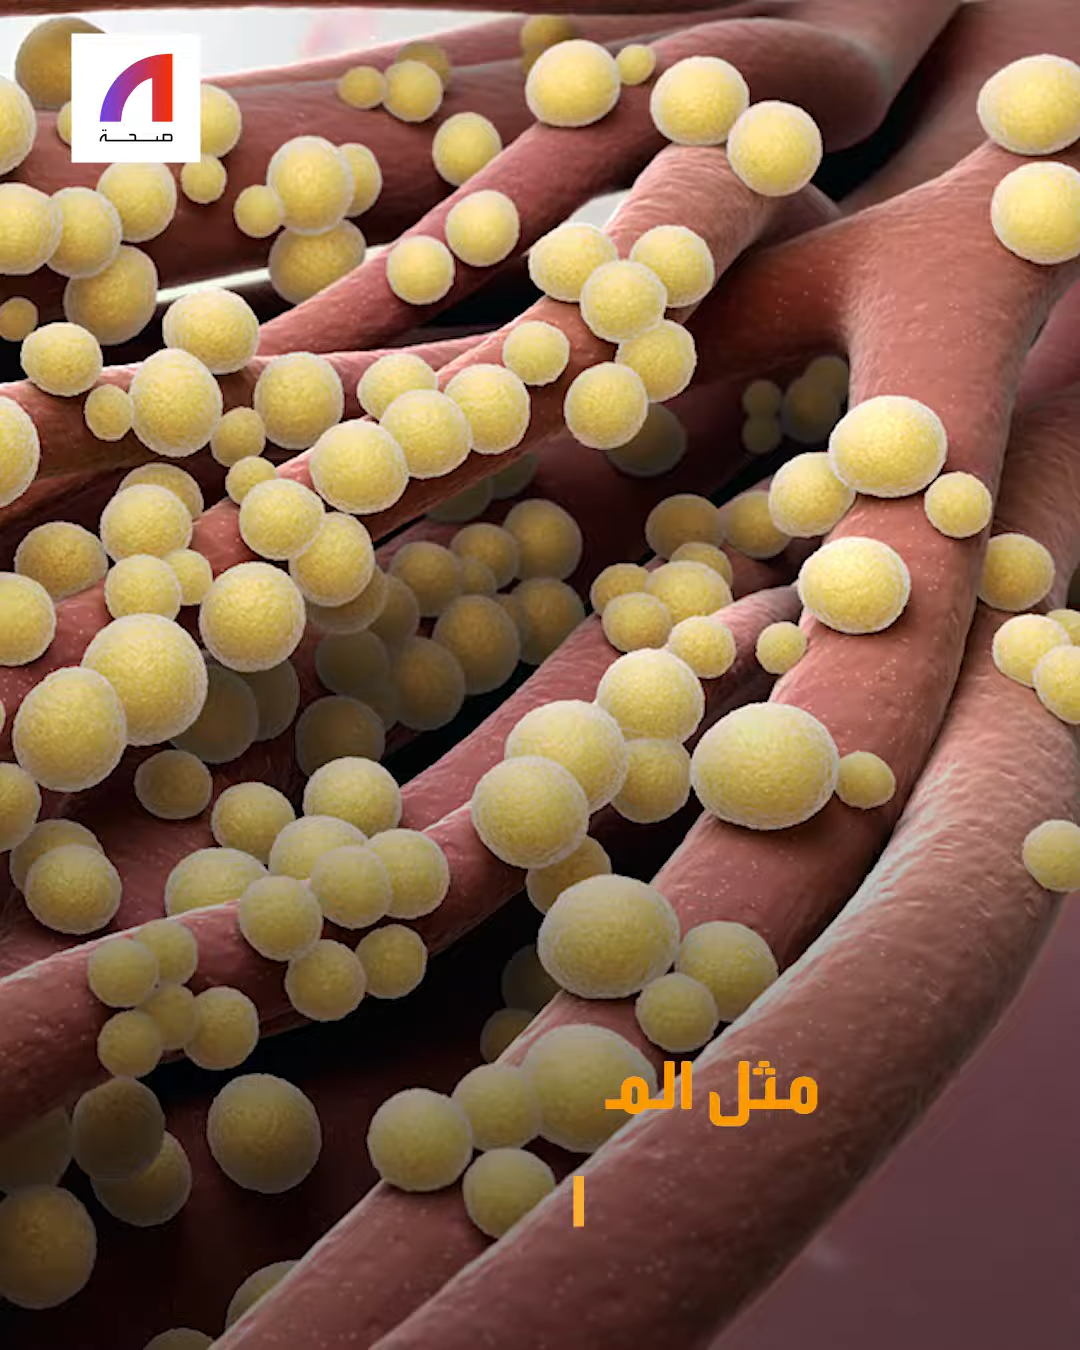 صحة
مثل المـ
ا